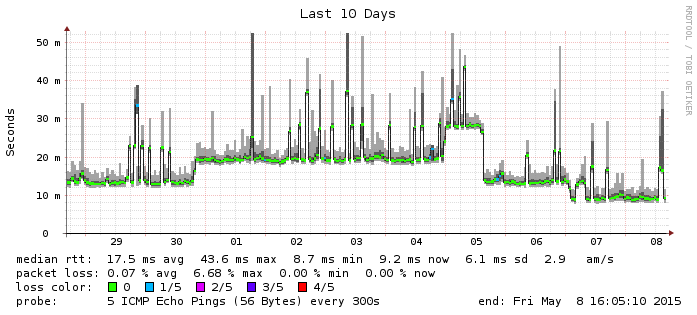 Last 10 Days
RRDTOOL / TOBI OETIKER
Seconds
50 m
40 m
30 m
20 m
10 m
0
29 30 01 02 03 04 05 06 07 08
median rtt: 17.5 ms avg 43.6 ms max 8.7 ms min 9.2 ms now 6.1 ms sd 2.9 am/s
packet loss: 0.07 % avg 6.68 % max 0.00 % min 0.00 % now
loss color: 0 1/5 2/5 3/5 4/5
probe: 5 ICMP Echo Pings (56 Bytes) every 300s end: Fri May 8 16:05:10 2015